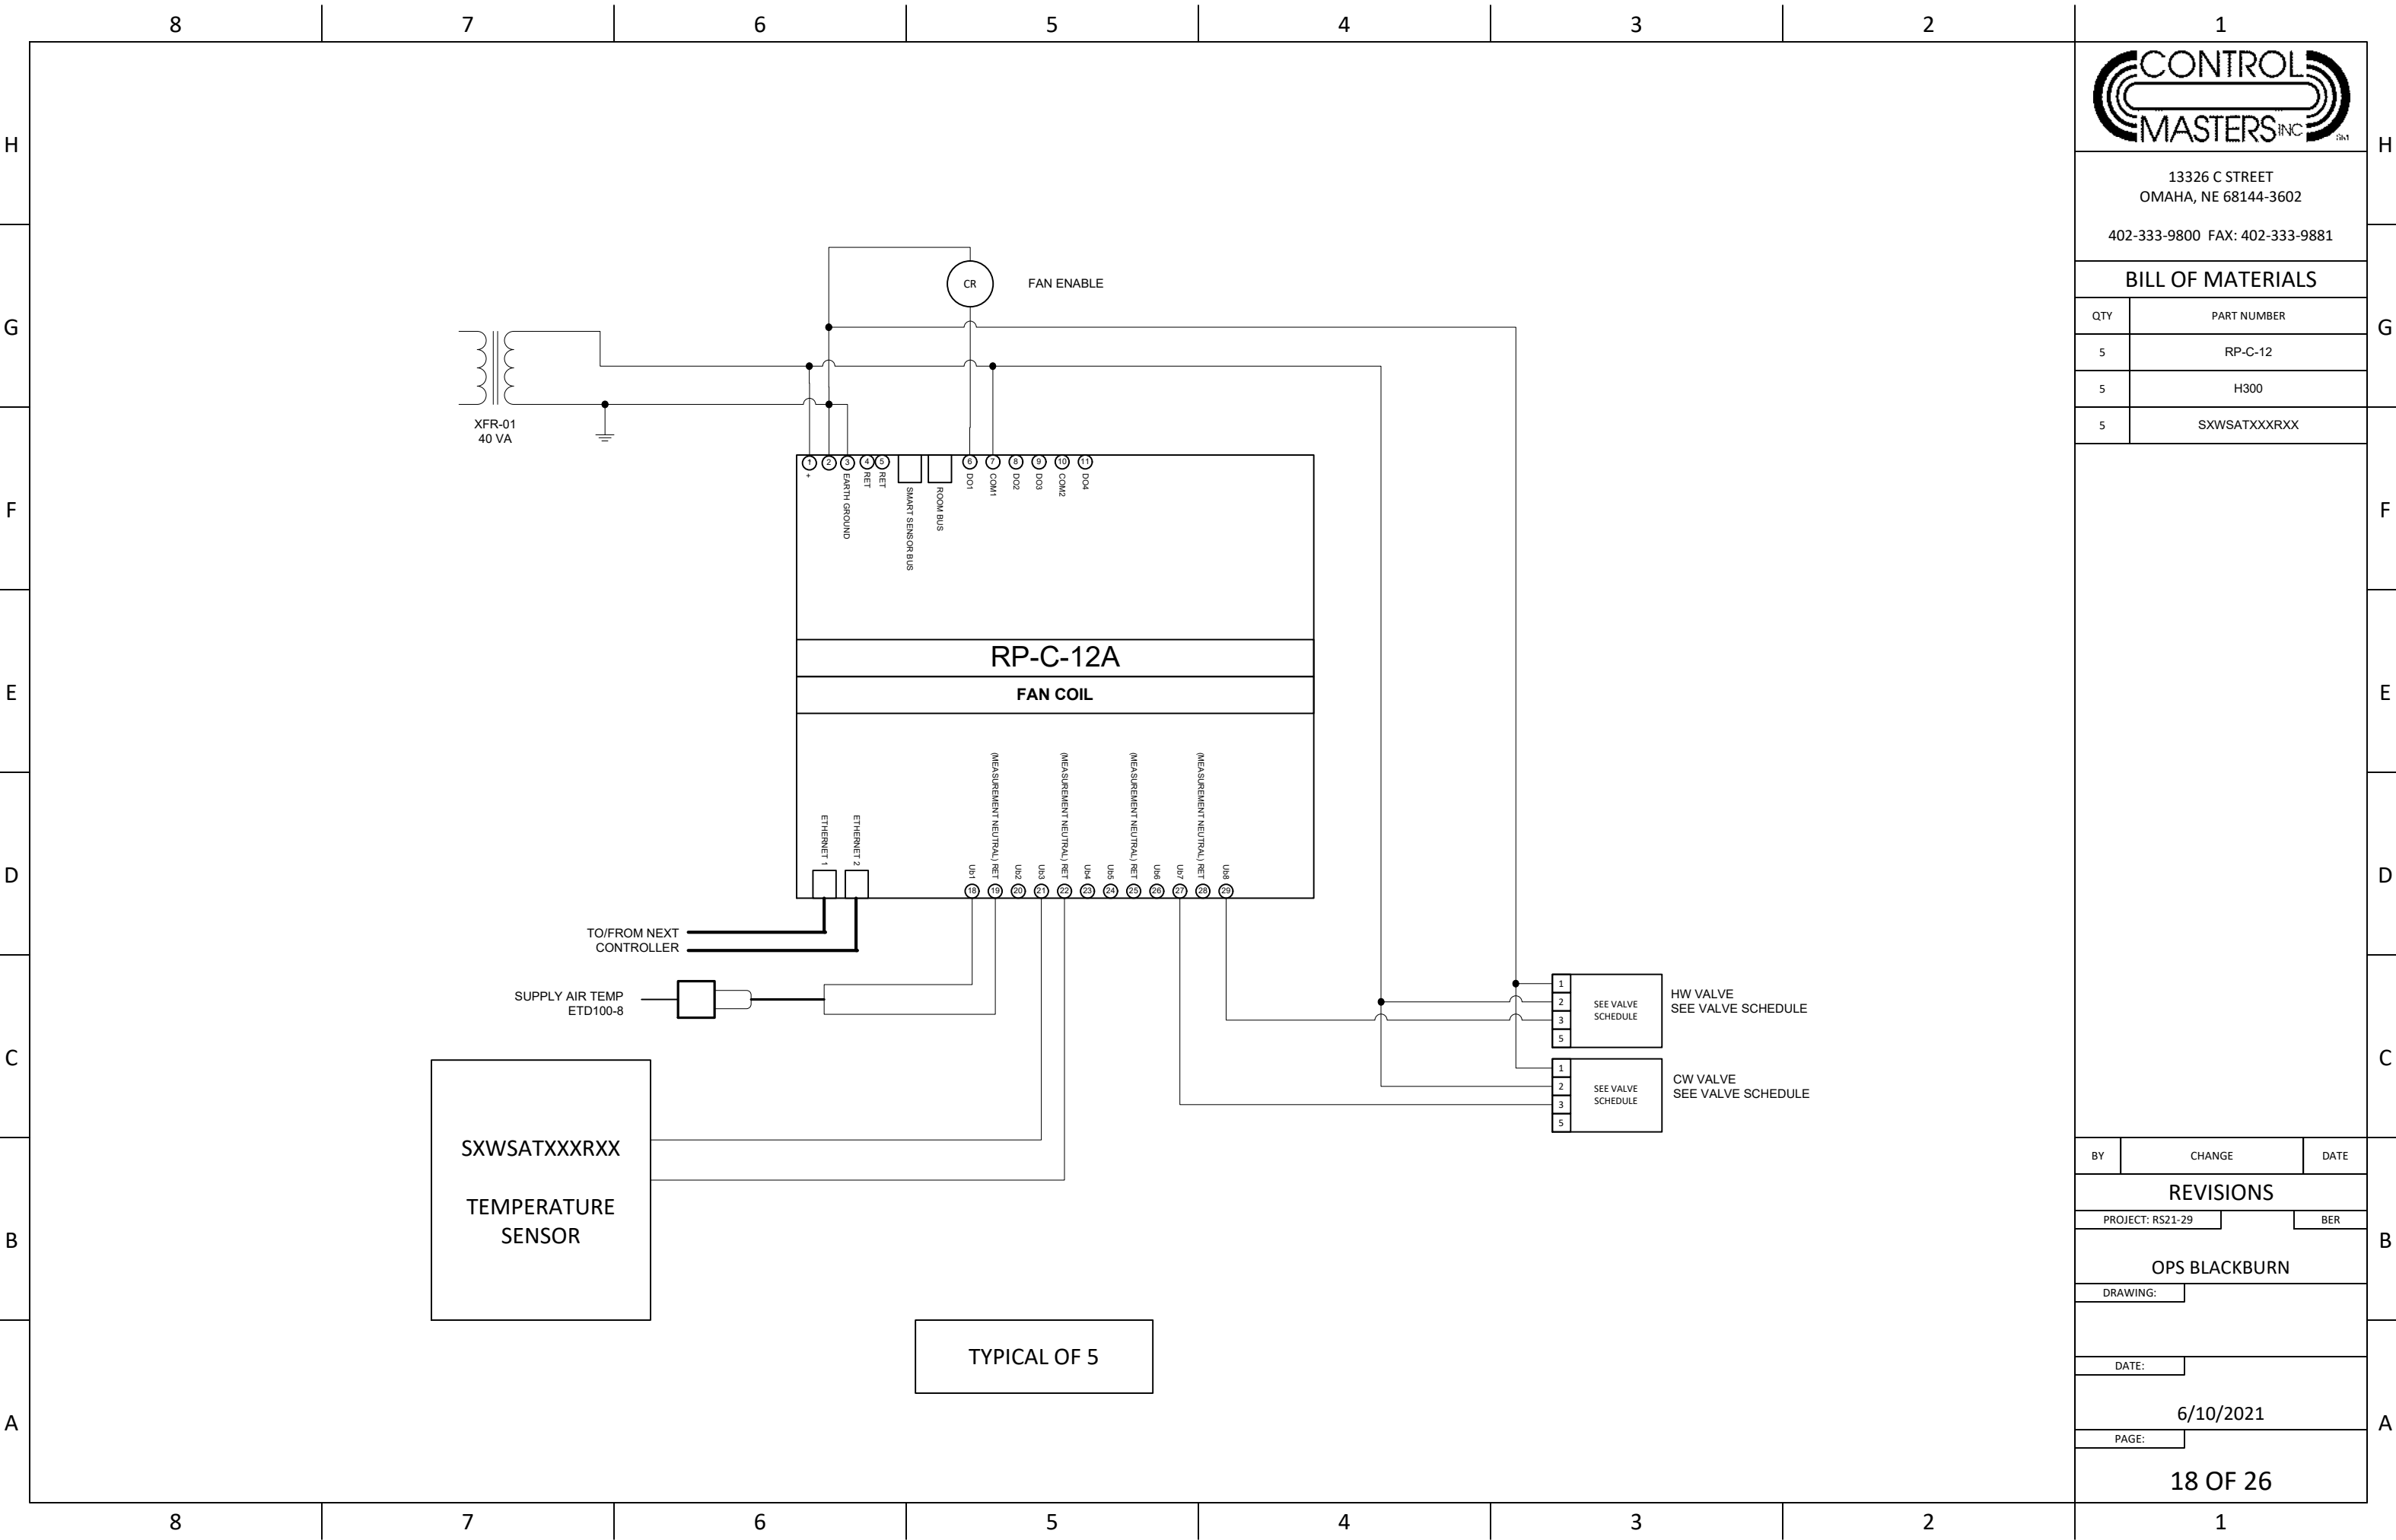 8 7 6 5 4 3 2 1
H
G
F
E
D
C
B
A
CONTROL
MASTERS INC
13326 C STREET
OMAHA, NE 68144-3602
402-333-9800 FAX: 402-333-9881
BILL OF MATERIALS
QTY PART NUMBER
5 RP-C-12
5 H300
5 SXWSATXXXRXX
CR FAN ENABLE
XFR-01
40 VA
1 2 3 4 5 6 7 8 9 10 11
+
EARTH GROUND
RET
RET
SMART SENSOR BUS
ROOM BUS
DO1
COM1
DO2
DO3
COM2
DO4
RP-C-12A
FAN COIL
ETHERNET 1
ETHERNET 2
Ub1
(MEASUREMENT NEUTRAL) RET
Ub2
Ub3
(MEASUREMENT NEUTRAL) RET
Ub4
Ub5
(MEASUREMENT NEUTRAL) RET
Ub6
Ub7
(MEASUREMENT NEUTRAL) RET
Ub8
18 19 20 21 22 23 24 25 26 27 28 29
TO/FROM NEXT
CONTROLLER
SUPPLY AIR TEMP
ETD100-8
1
2
3
5
SEE VALVE
SCHEDULE
HW VALVE
SEE VALVE SCHEDULE
1
2
3
5
SEE VALVE
SCHEDULE
CW VALVE
SEE VALVE SCHEDULE
SXWSATXXXRXX
TEMPERATURE
SENSOR
TYPICAL OF 5
BY CHANGE DATE
REVISIONS
PROJECT: RS21-29 BER
OPS BLACKBURN
DRAWING:
DATE:
6/10/2021
PAGE:
18 OF 26
H
G
F
E
D
C
B
A
8 7 6 5 4 3 2 1